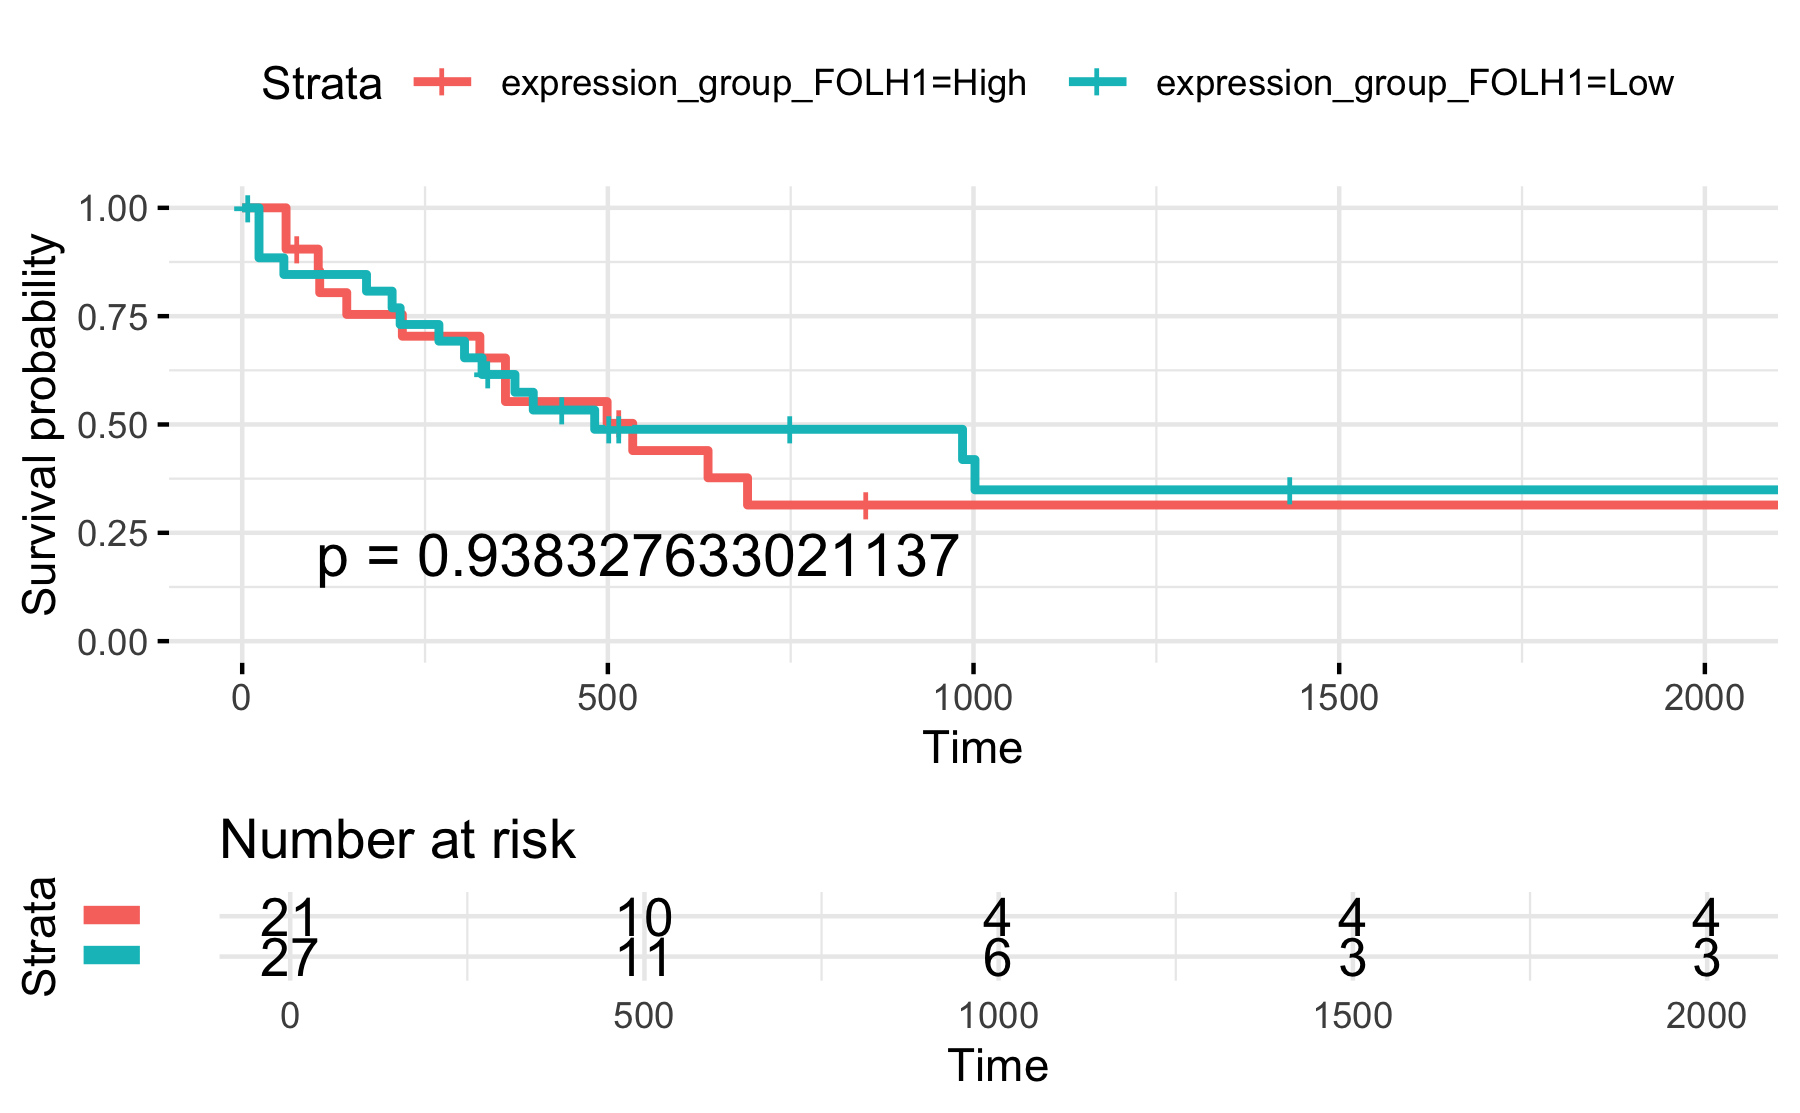 Strata expression_group_FOLH1=High expression_group_FOLH1=Low
Survival probability
1.00
0.75
0.50
0.25
0.00
p = 0.938327633021137
0 500 1000 1500 2000
Time
Number at risk
Strata
21 10 4 4 4
27 11 6 3 3
0 500 1000 1500 2000
Time